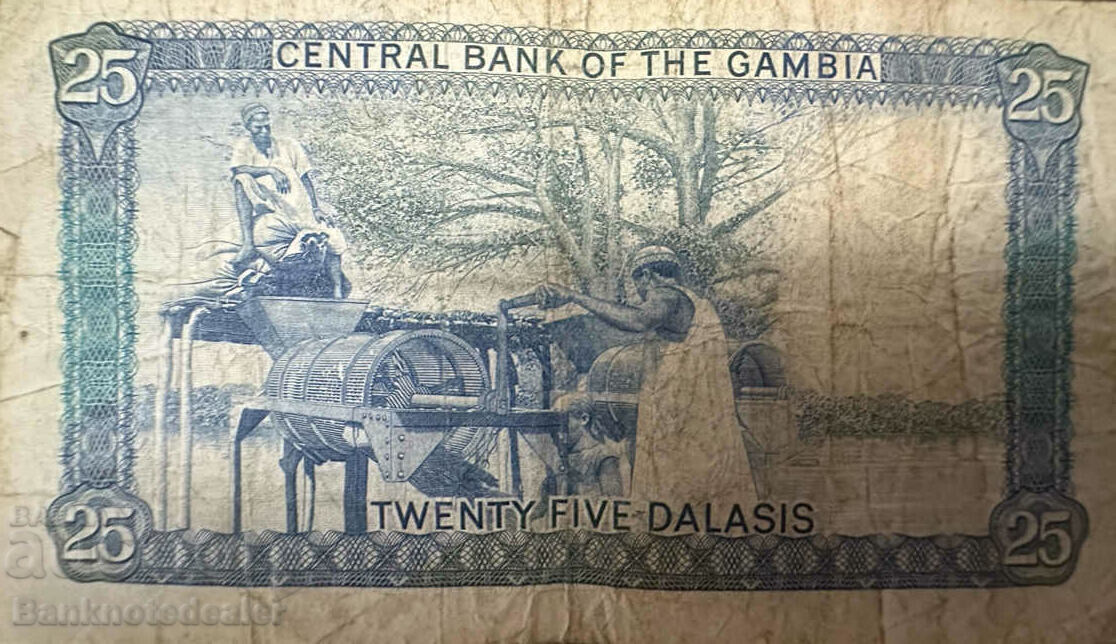 25 CENTRAL BANK OF THE GAMBIA 25
TWENTY FIVE DALASIS
25 25
Banknotedealer